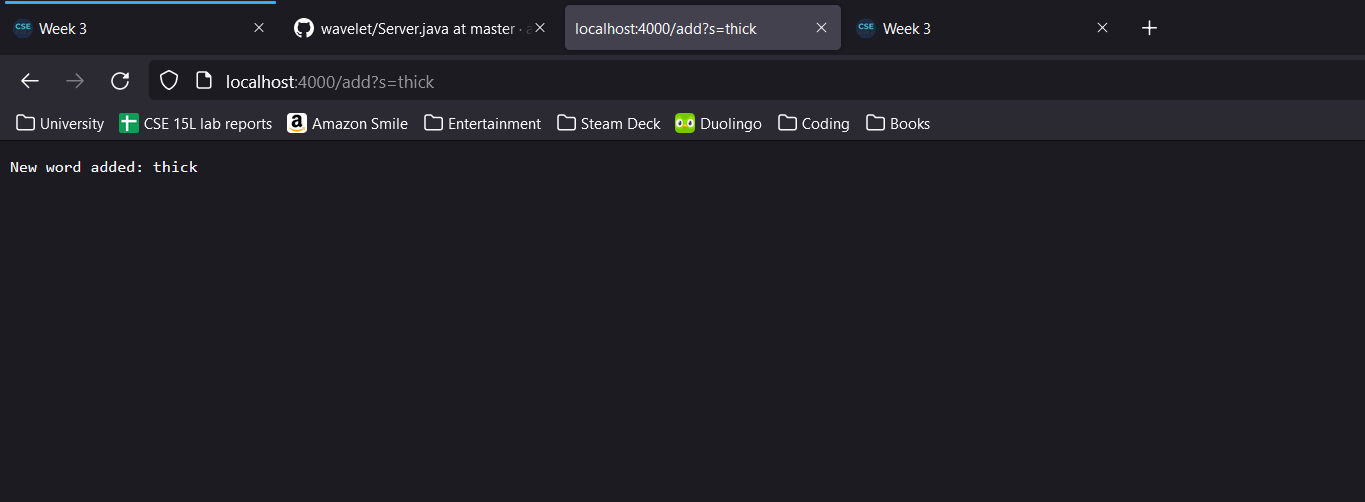 CSE Week 3
wavelet/Server.java at master ·
localhost:4000/add?s=thick
CSE Week 3
localhost:4000/add?s=thick
University CSE 15L lab reports a Amazon Smile Entertainment Steam Deck Duolingo Coding Books
New word added: thick